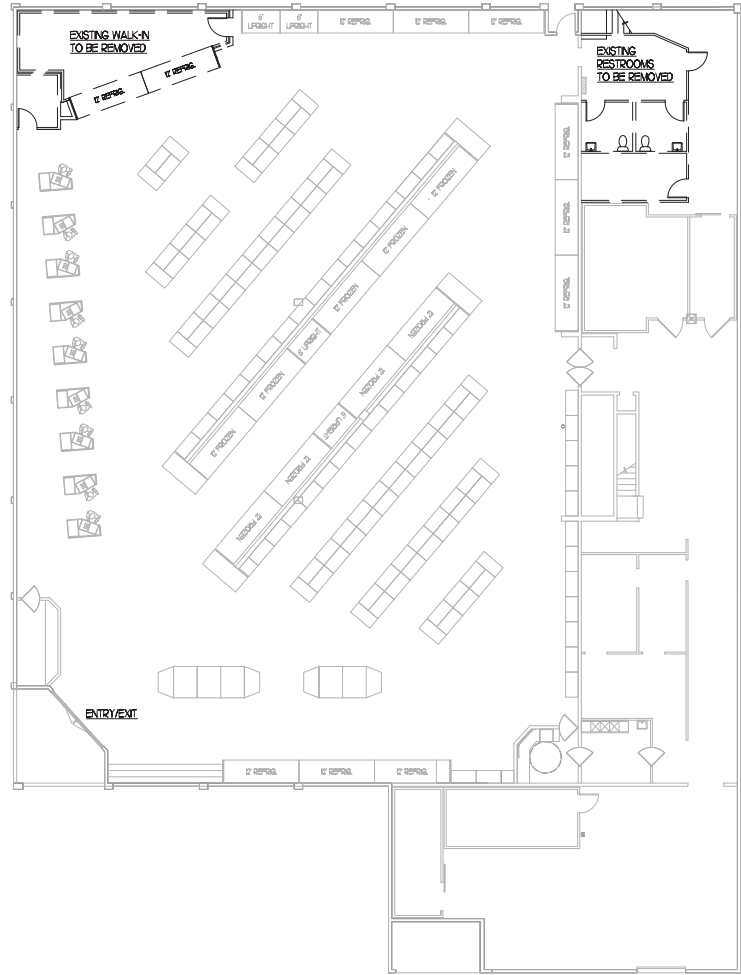 6'
UPRIGHT
6'
UPRIGHT
12' REFRIG.
12' REFRIG.
12' REFRIG.
EXISTING WALK-IN
TO BE REMOVED
12' REFRIG.
12' REFRIG.
EXISTING
RESTROOMS
TO BE REMOVED
12' REFRIG.
12' REFRIG.
12' REFRIG.
12' FROZEN
12' FROZEN
12' FROZEN
6' UPRIGHT
12' FROZEN
12' FROZEN
12' FROZEN
12' FROZEN
6' UPRIGHT
12' FROZEN
12' FROZEN
ENTRY/EXIT
12' REFRIG.
12' REFRIG.
12' REFRIG.